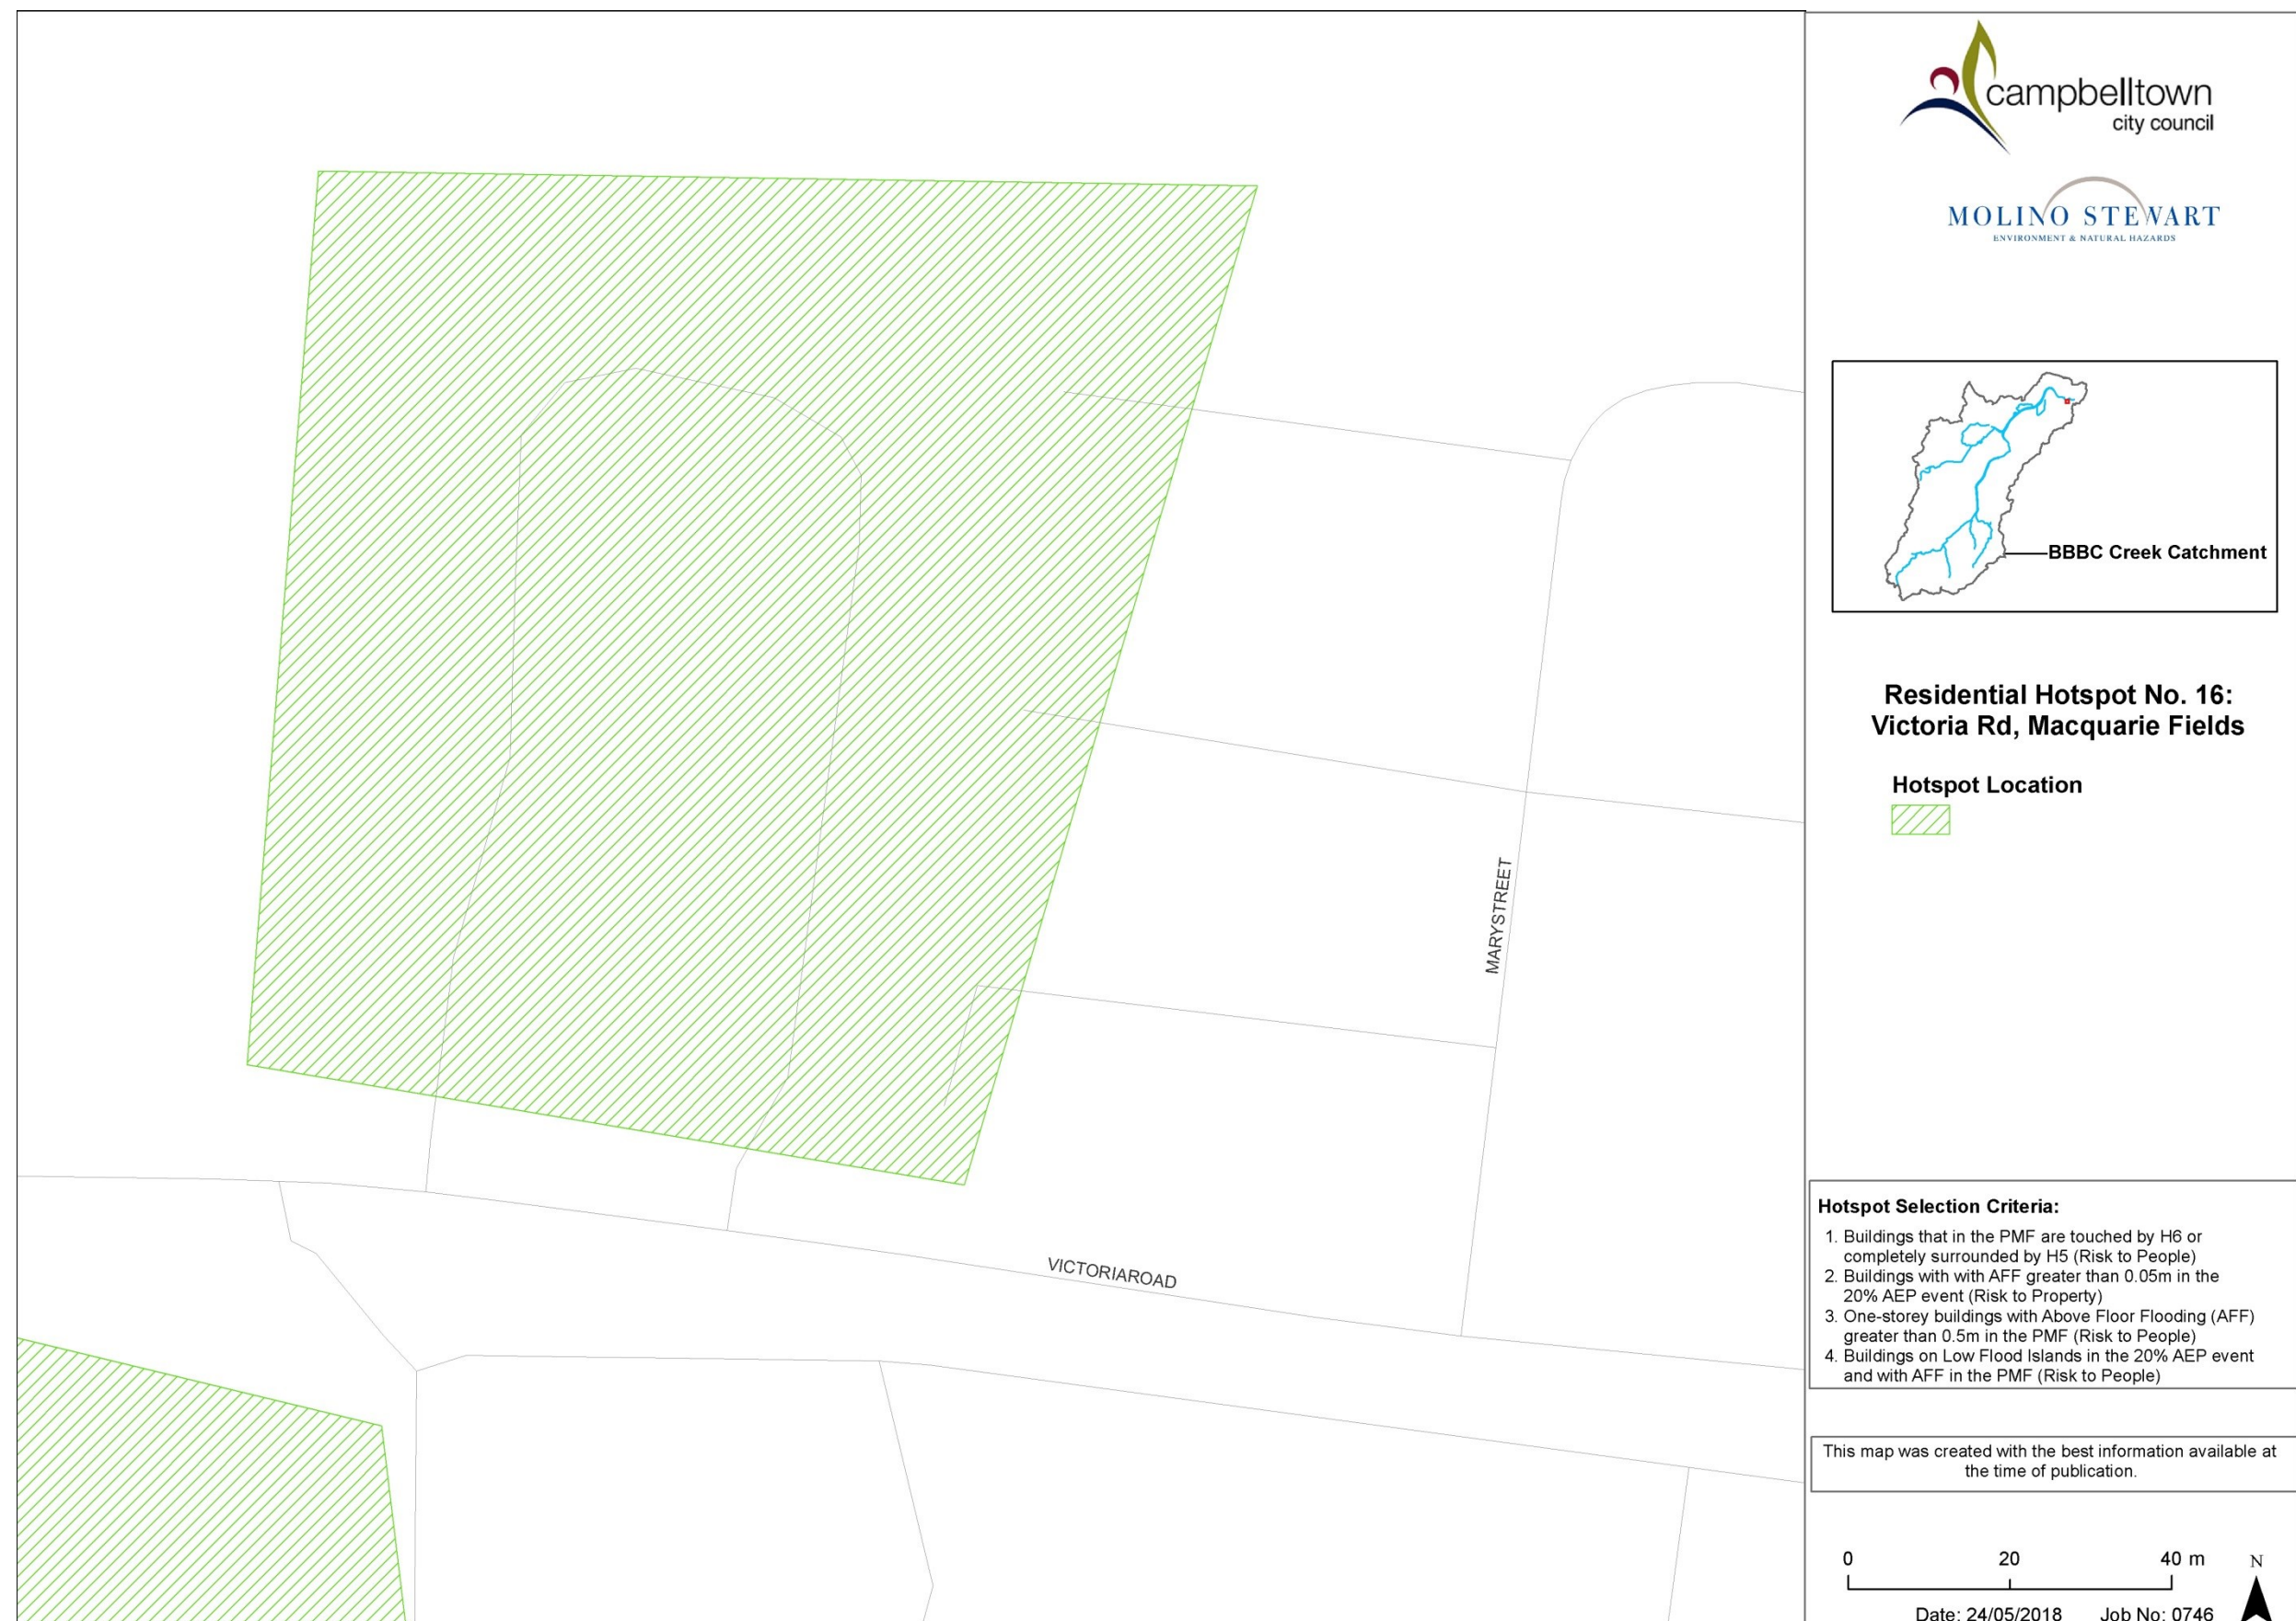 campbelltown
city council
MOLINO STEWART
ENVIRONMENT & NATURAL HAZARDS
BBBC Creek Catchment
Residential Hotspot No. 16:
Victoria Rd, Macquarie Fields
Hotspot Location
MARYSTREET
VICTORIAROAD
Hotspot Selection Criteria:
1. Buildings that in the PMF are touched by H6 or
completely surrounded by H5 (Risk to People)
2. Buildings with with AFF greater than 0.05m in the
20% AEP event (Risk to Property)
3. One-storey buildings with Above Floor Flooding (AFF)
greater than 0.5m in the PMF (Risk to People)
4. Buildings on Low Flood Islands in the 20% AEP event
and with AFF in the PMF (Risk to People)
This map was created with the best information available at
the time of publication.
0 20 40 m N
Date: 24/05/2018 Job No: 0746